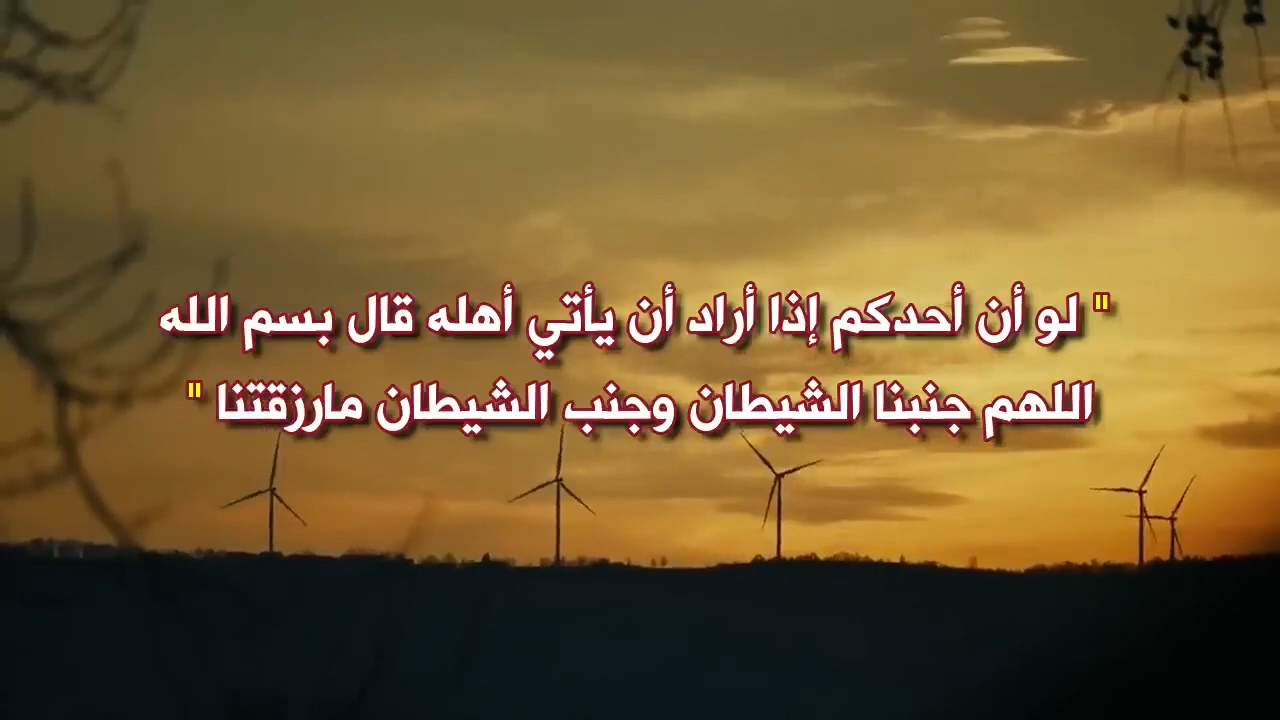 " لو أن أحدكم إذا أراد أن يأتي أهله قال بسم الله
اللهم جنبنا الشيطان وجنب الشيطان مارزقتنا "